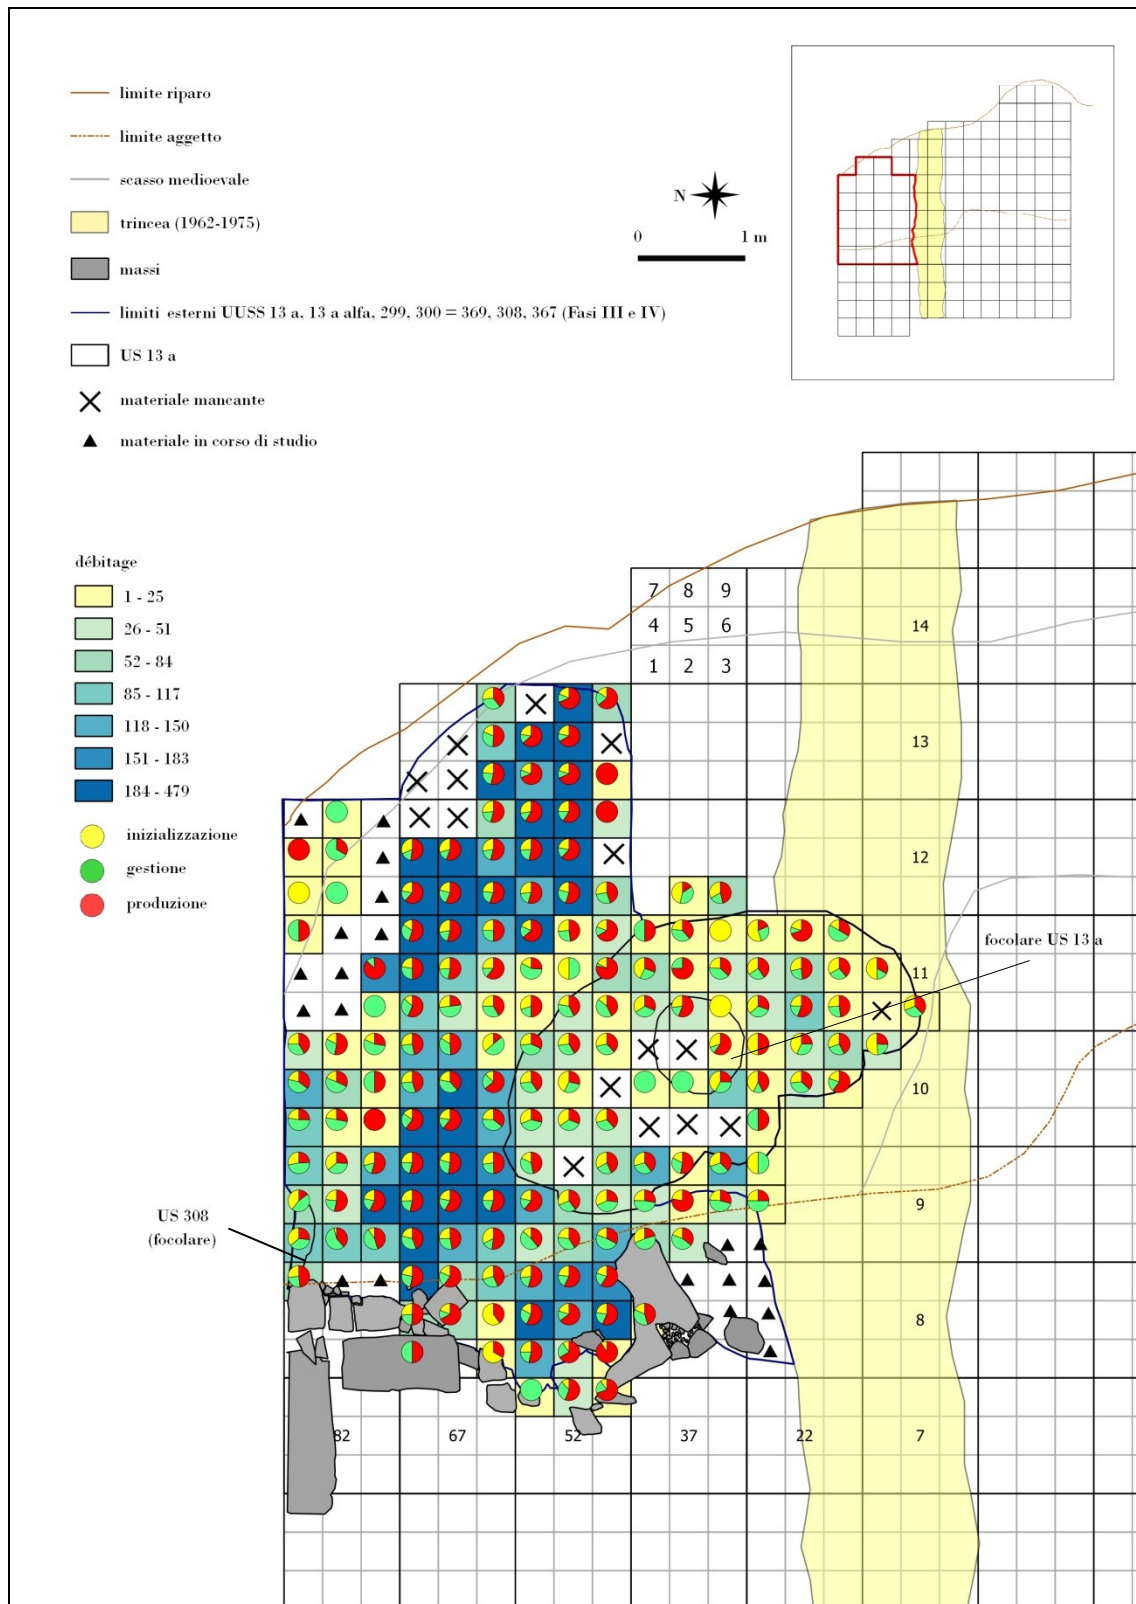 limite riparo
limite aggetto
scasso medioevale
trincea (1962-1975)
massi
limiti esterni UUSS 13 a, 13 a alfa, 299, 300 = 369, 308, 367 (Fasi III e IV)
US 13 a
materiale mancante
materiale in corso di studio
N
0 1 m
débitage
1 - 25
26 - 51
52 - 84
85 - 117
118 - 150
151 - 183
184 - 479
inizializzazione
gestione
produzione
7 8 9
4 5 6
1 2 3
14
13
12
focolare US 13 a
11
10
9
US 308
(focolare)
8
82 67 52 37 22 7